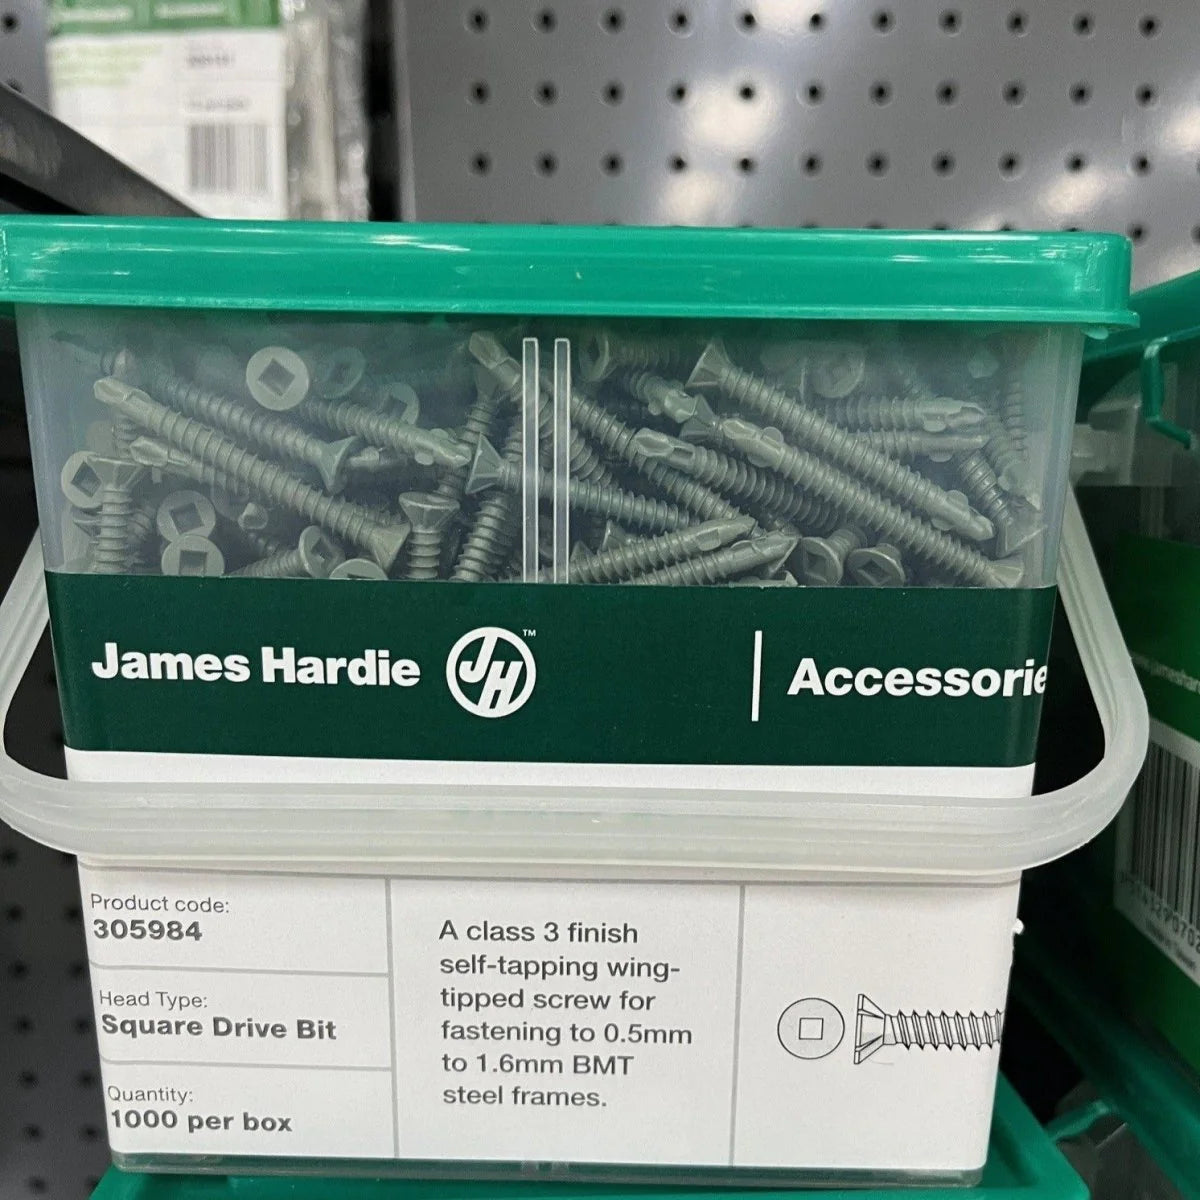 James Hardie JH™ | Accessorie
Product code:
305984
Head Type:
Square Drive Bit
Quantity:
1000 per box
A class 3 finish
self-tapping wing-
tipped screw for
fastening to 0.5mm
to 1.6mm BMT
steel frames.